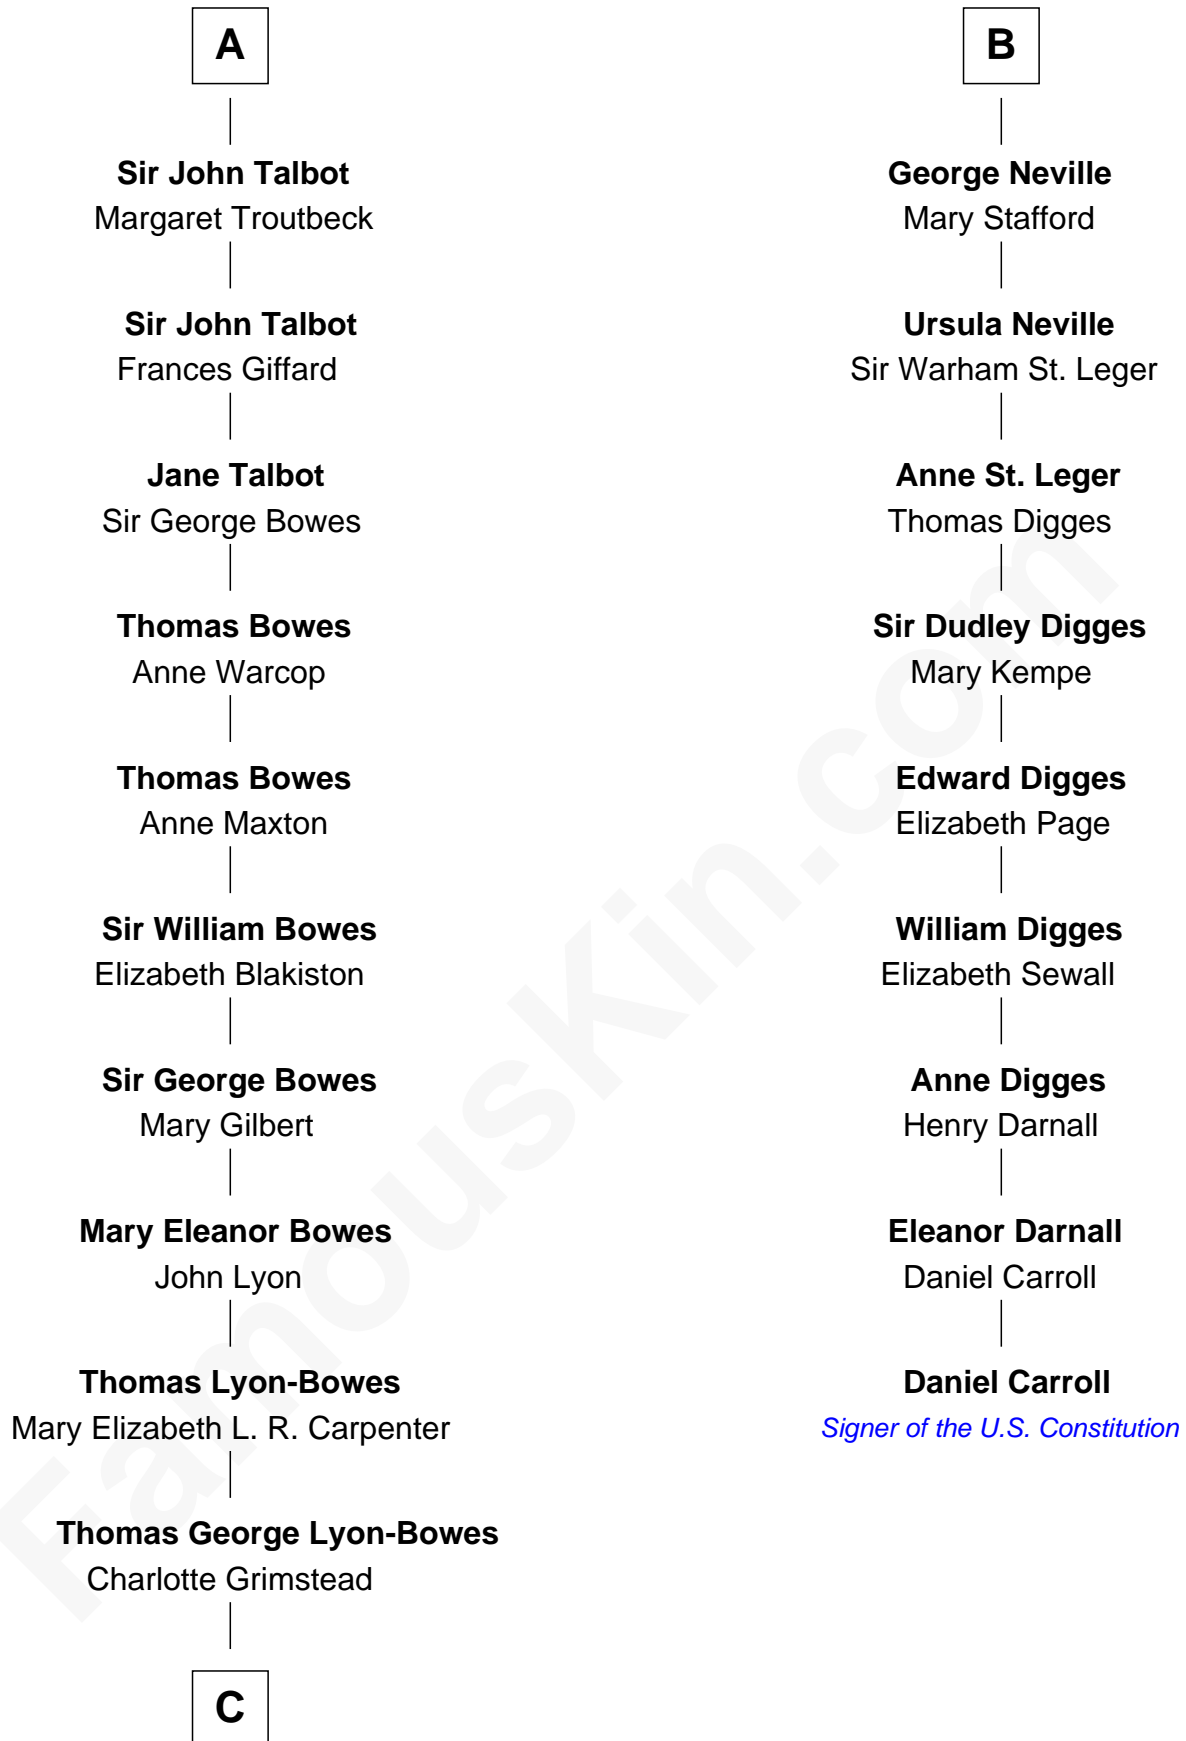 A
Sir John Talbot
Margaret Troutbeck
Sir John Talbot
Frances Giffard
Jane Talbot
Sir George Bowes
Thomas Bowes
Anne Warcop
Thomas Bowes
Anne Maxton
Sir William Bowes
Elizabeth Blakiston
Sir George Bowes
Mary Gilbert
Mary Eleanor Bowes
John Lyon
Thomas Lyon-Bowes
Mary Elizabeth L. R. Carpenter
Thomas George Lyon-Bowes
Charlotte Grimstead
C
B
George Neville
Mary Stafford
Ursula Neville
Sir Warham St. Leger
Anne St. Leger
Thomas Digges
Sir Dudley Digges
Mary Kempe
Edward Digges
Elizabeth Page
William Digges
Elizabeth Sewall
Anne Digges
Henry Darnall
Eleanor Darnall
Daniel Carroll
Daniel Carroll
Signer of the U.S. Constitution
FamousKin.com